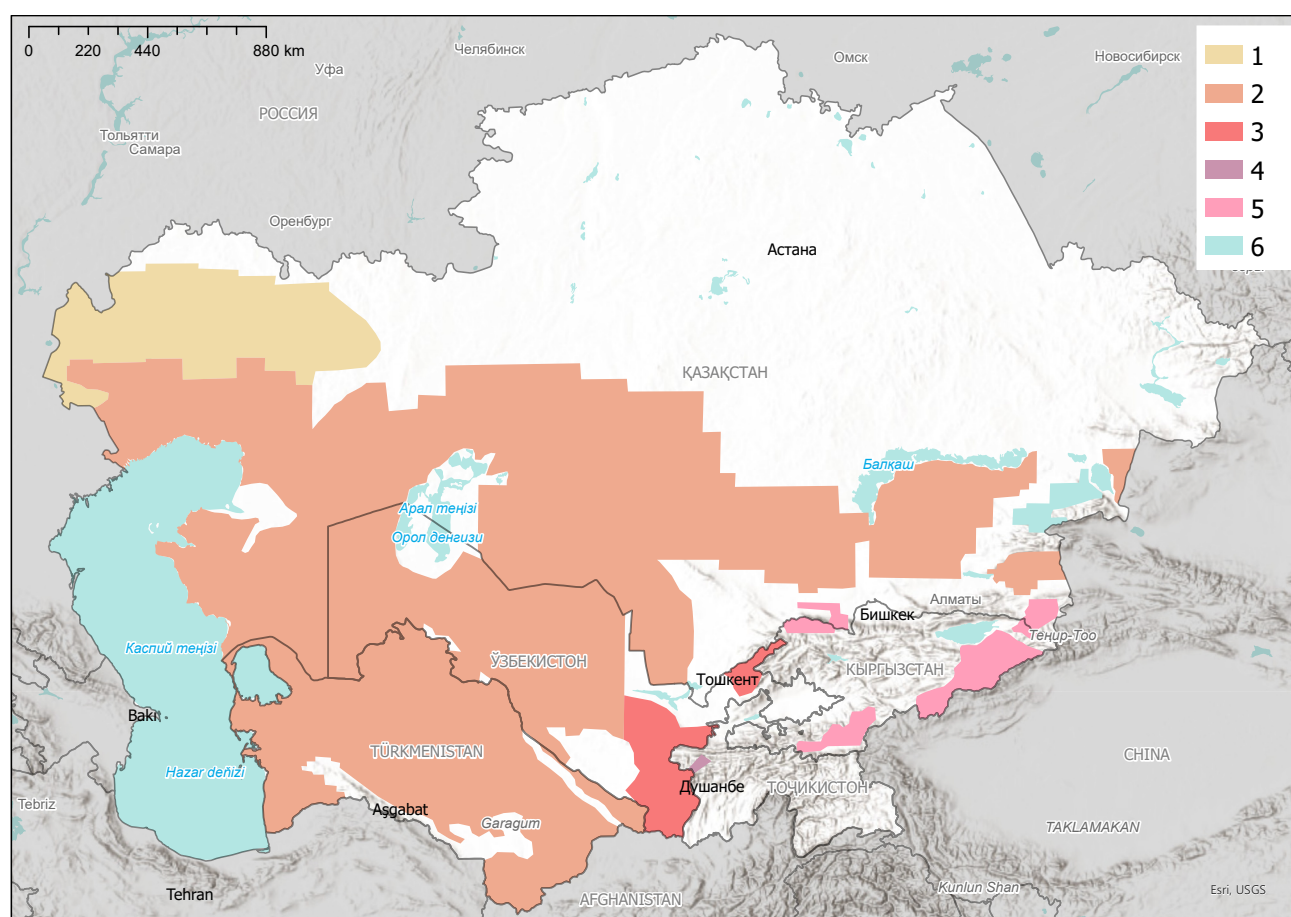 0 220 440 880 km
Челябинск
Омск
Новосибирск
Уфа
РОССИЯ
Тольятти
Самара
Оренбург
Астана
ҚАЗАҚСТАН
Балқаш
Арал теңізі
Орол денгизи
Алматы
Бишкек
Теңир-Тоо
Каспий теңізі
ЎЗБЕКИСТОН
Тошкент
КЫРГЫЗСТАН
Baki
TÜRKMENISTAN
CHINA
Hazar deňizi
Душанбе
ТОҶИКИСТОН
Tebriz
Aşgabat
Garagum
TAKLAMAKAN
Tehran
AFGHANISTAN
Kunlun Shan
Esri, USGS
1
2
3
4
5
6